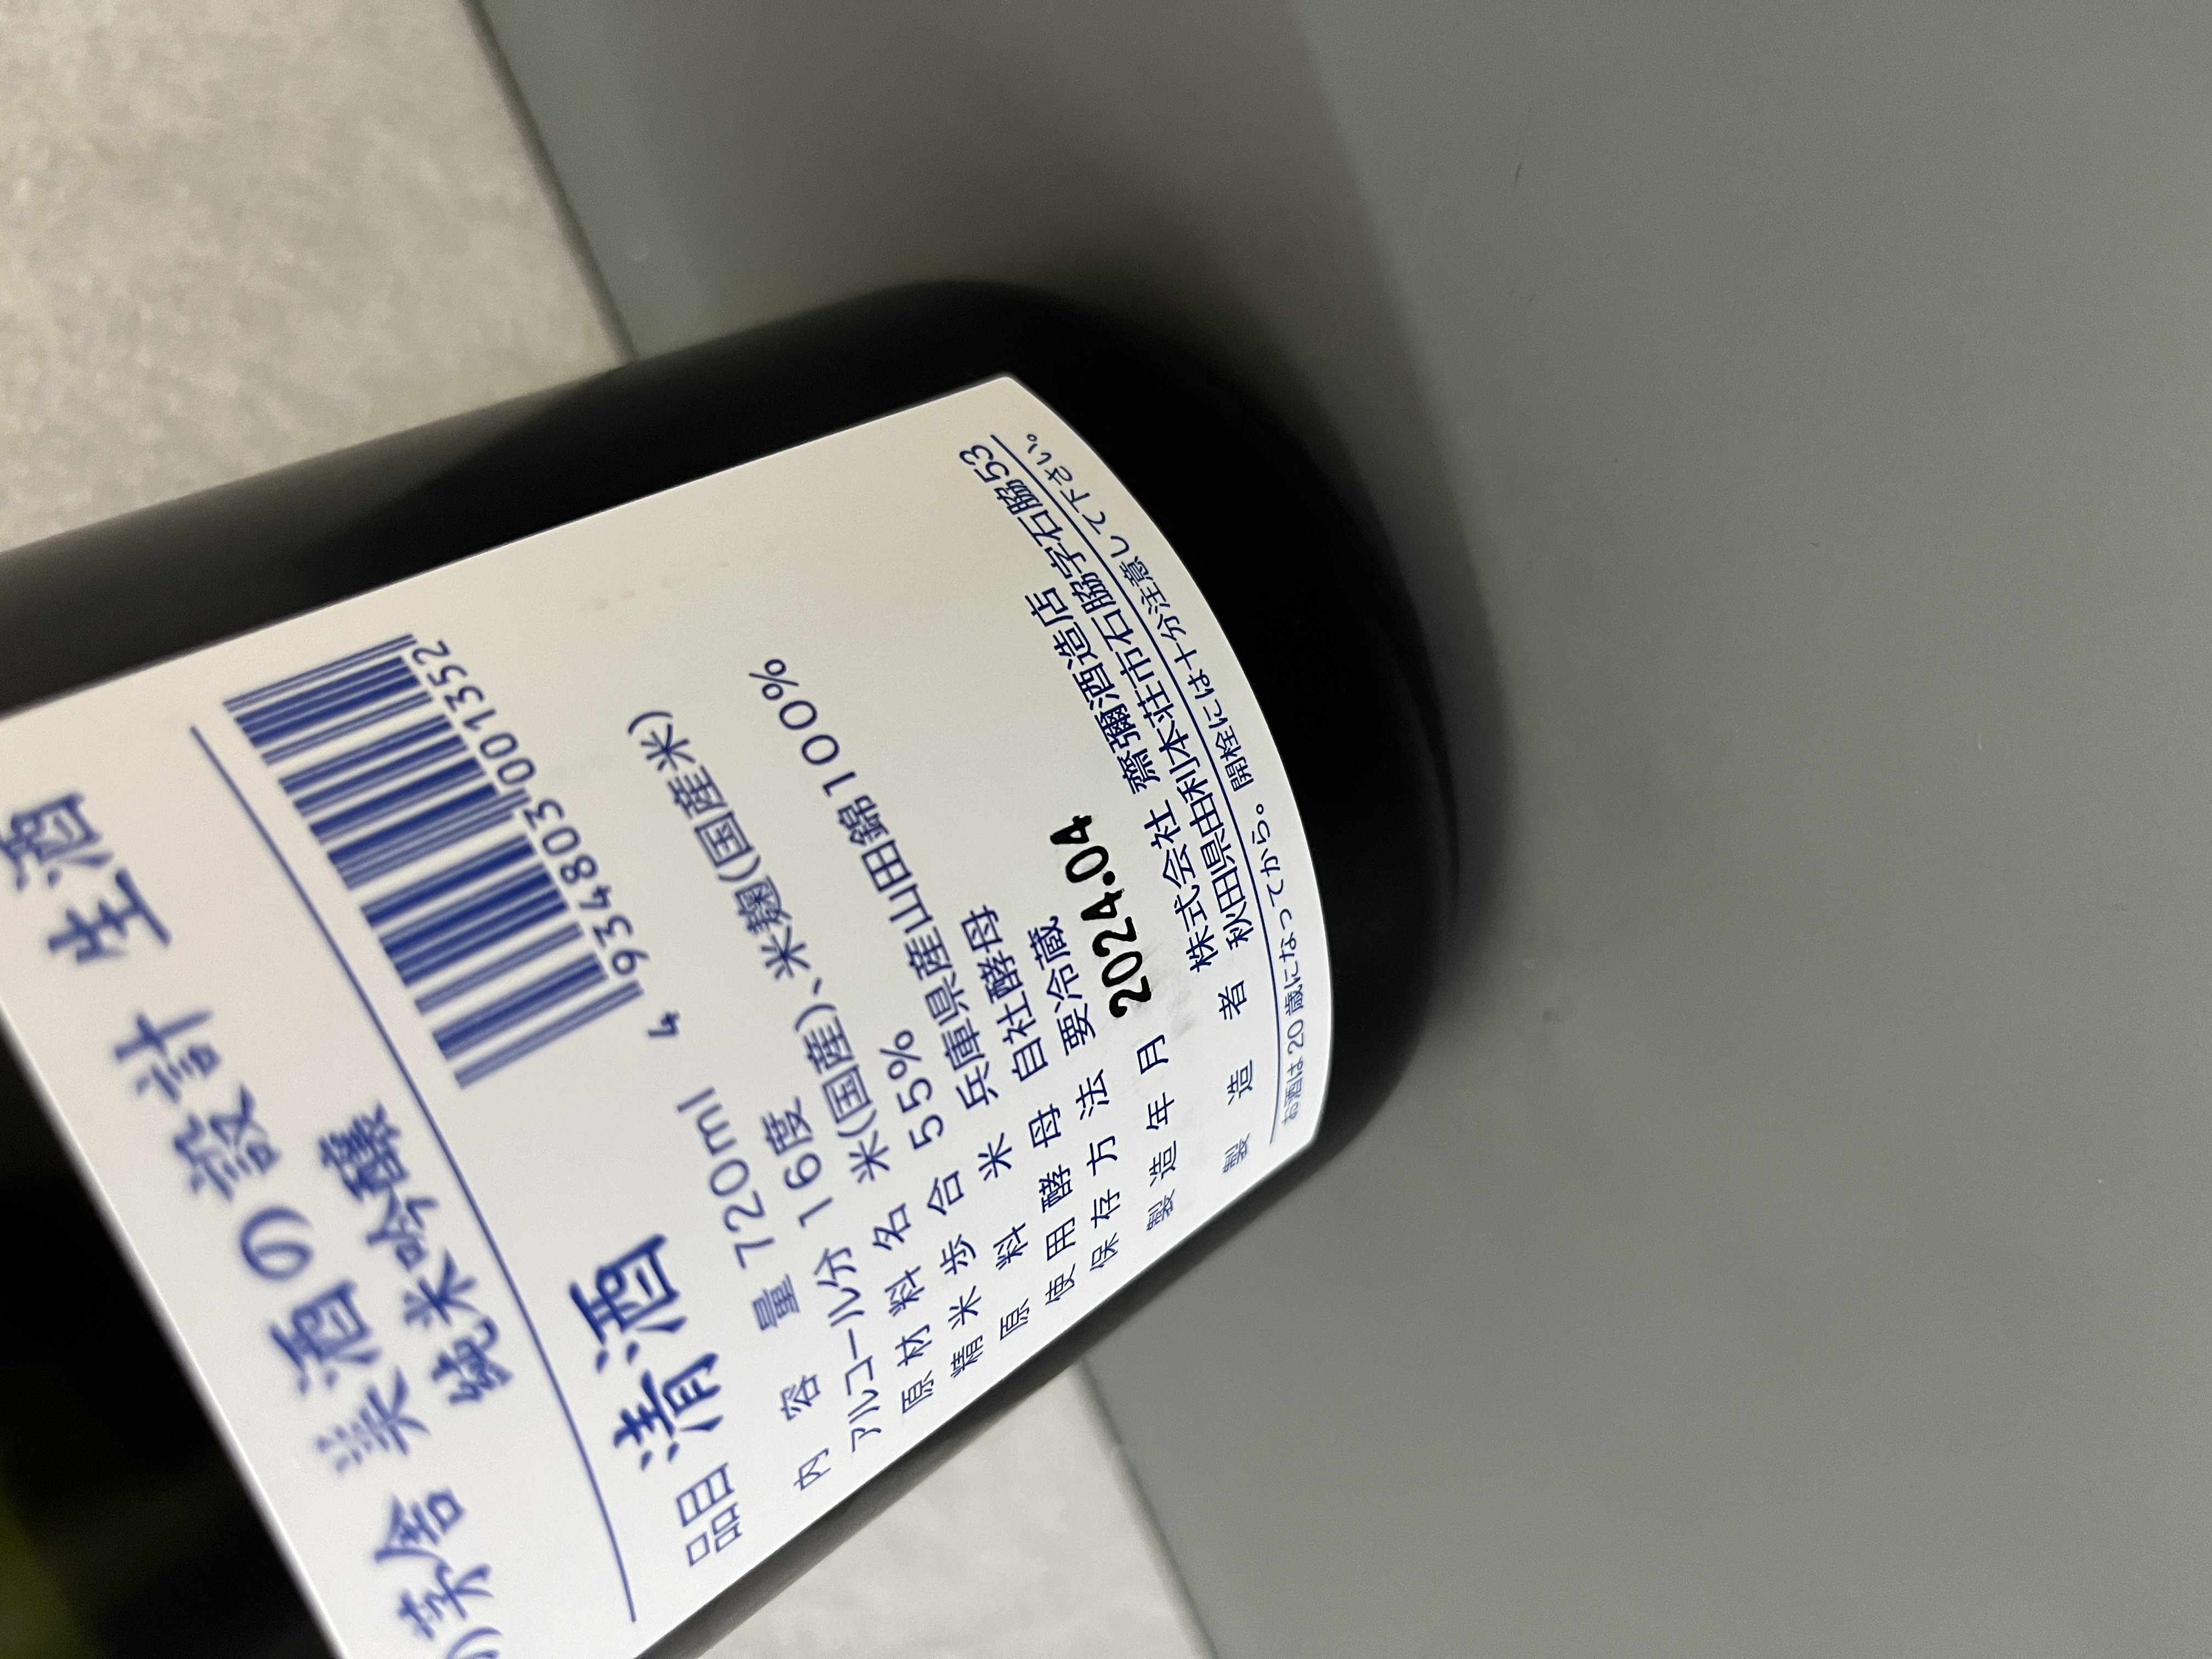 予舎 美酒の設計 生酒
純米吟醸
4 934803 001352
品目 清酒
内容量 720ml
アルコール分 16度
原材料名 米(国産)、米麹(国産米)
精米歩合 55%
原料米 兵庫県産山田錦100%
使用酵母 自社酵母
保存方法 要冷蔵
製造年月 2024.04
製造者 株式会社 齋彌酒造店
秋田県由利本荘市石脇字石脇53
お酒は20歳になってから。開栓には十分注意して下さい。